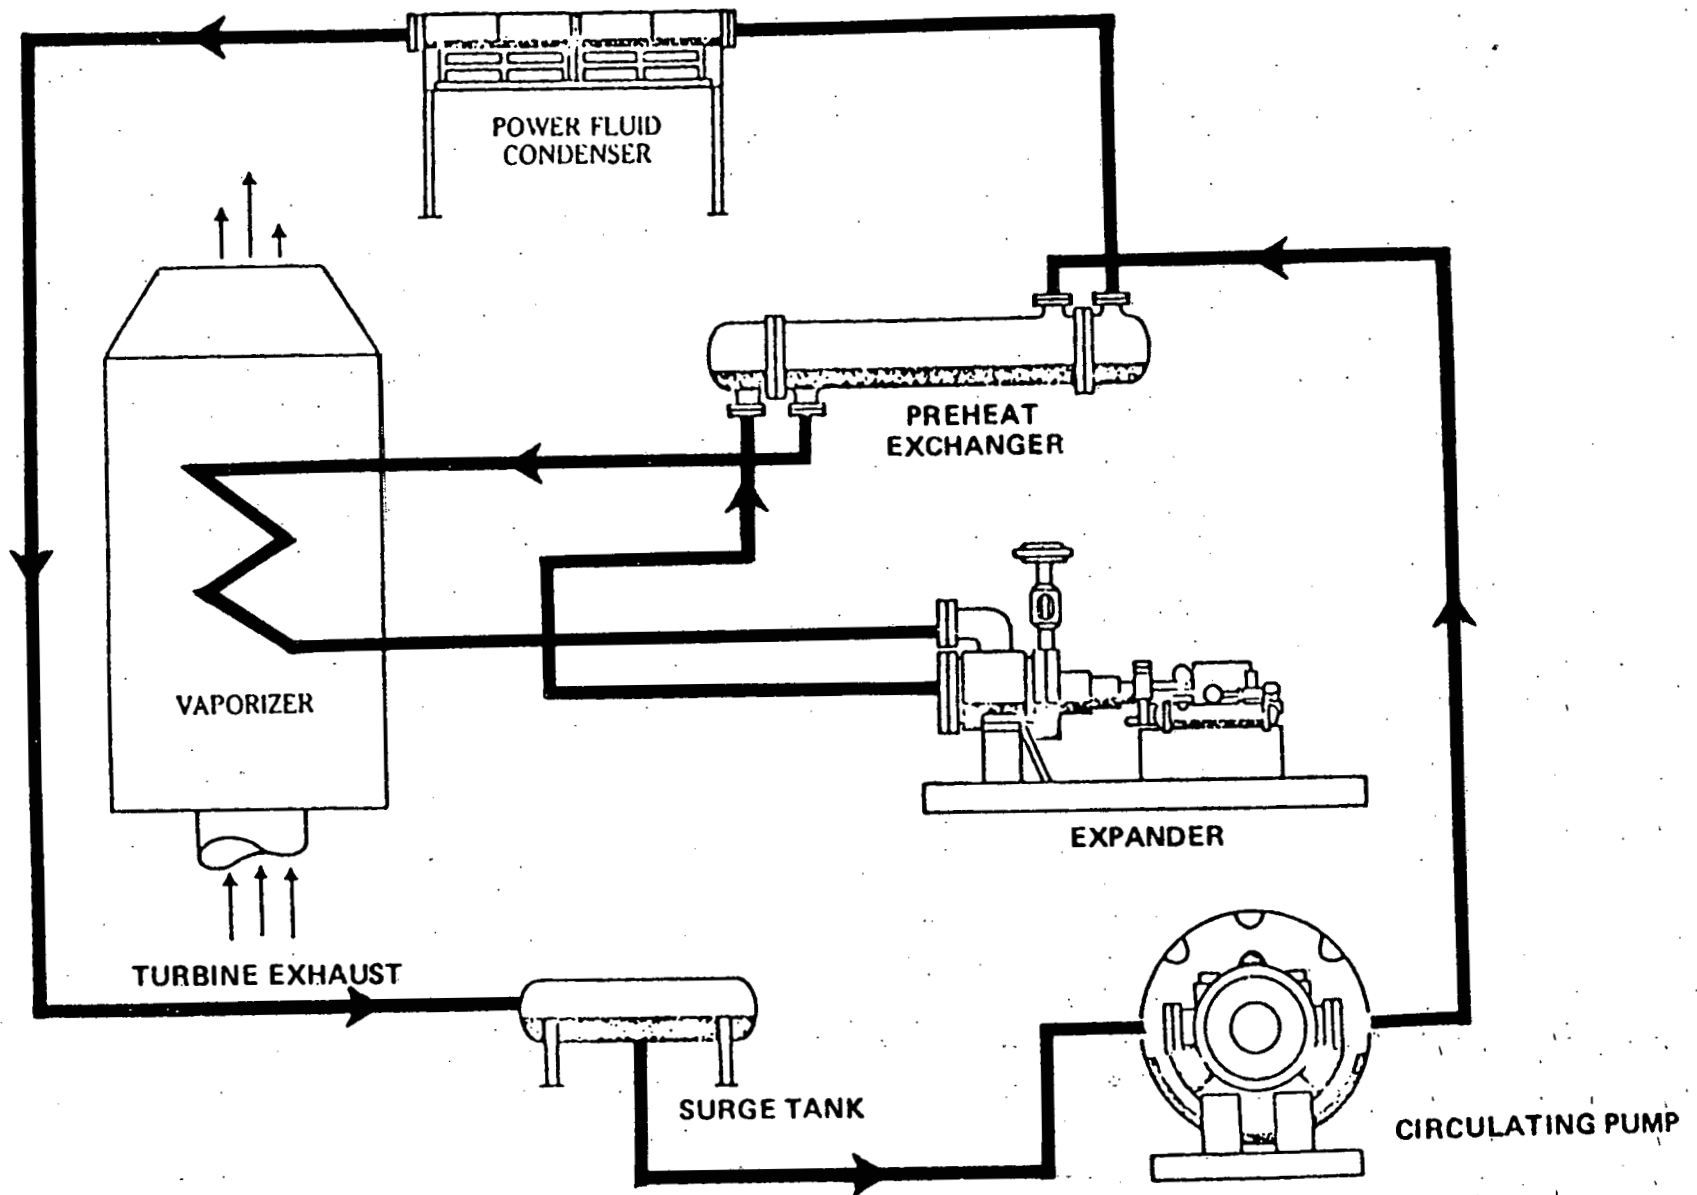 POWER FLUID
CONDENSER
PREHEAT
EXCHANGER
VAPORIZER
EXPANDER
TURBINE EXHAUST
SURGE TANK
CIRCULATING PUMP